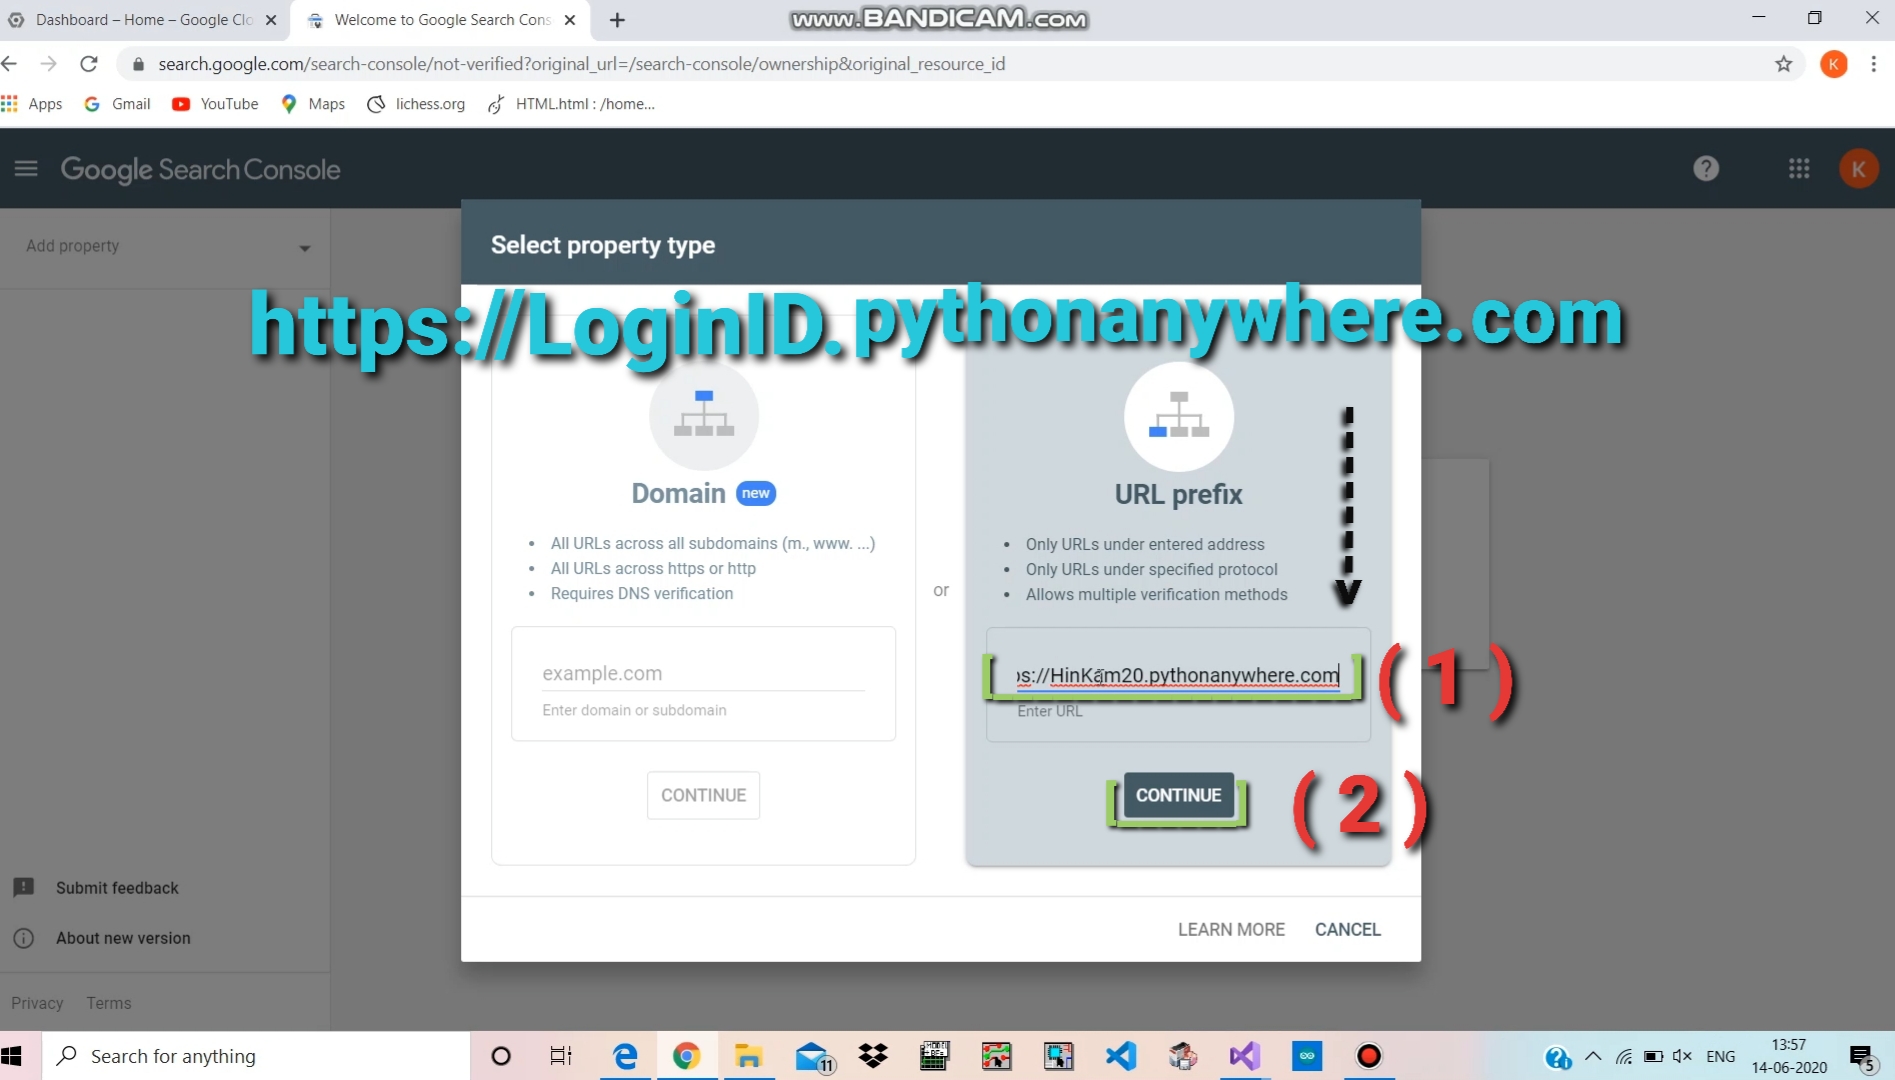 Dashboard – Home – Google Clo
Welcome to Google Search Cons
www.BANDICAM.com
search.google.com/search-console/not-verified?original_url=/search-console/ownership&original_resource_id
K
Apps
Gmail
YouTube
Maps
lichess.org
HTML.html : /home...
Google Search Console
?
K
Add property
Select property type
https://LoginID.pythonanywhere.com
Domain new
All URLs across all subdomains (m., www. ...)
All URLs across https or http
Requires DNS verification
example.com
Enter domain or subdomain
CONTINUE
or
URL prefix
Only URLs under entered address
Only URLs under specified protocol
Allows multiple verification methods
ps://HinKam20.pythonanywhere.com
( 1 )
Enter URL
CONTINUE
( 2 )
Submit feedback
About new version
LEARN MORE
CANCEL
Privacy
Terms
Search for anything
11
ENG
13:57
14-06-2020
5